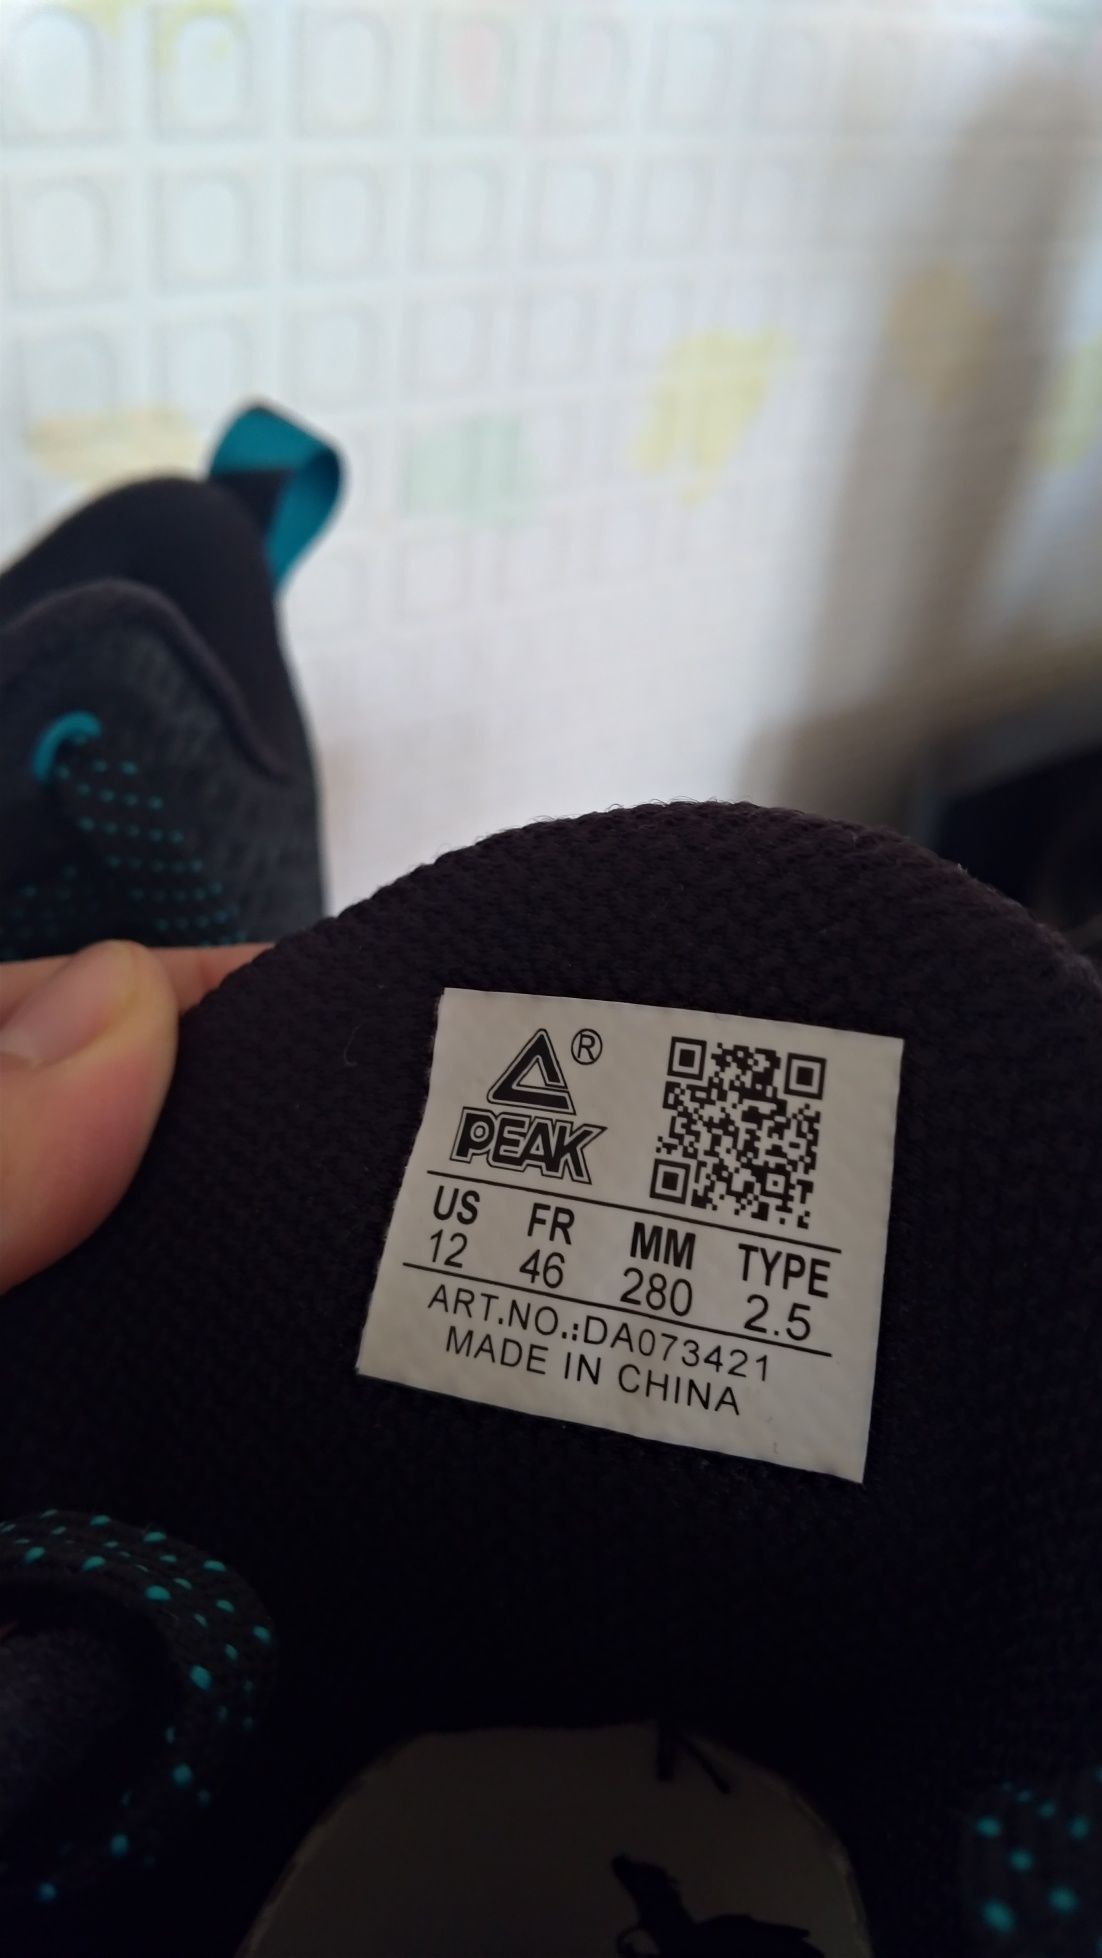 ®
PEAK
US FR MM TYPE
12 46 280 2.5
ART.NO.:DA073421
MADE IN CHINA